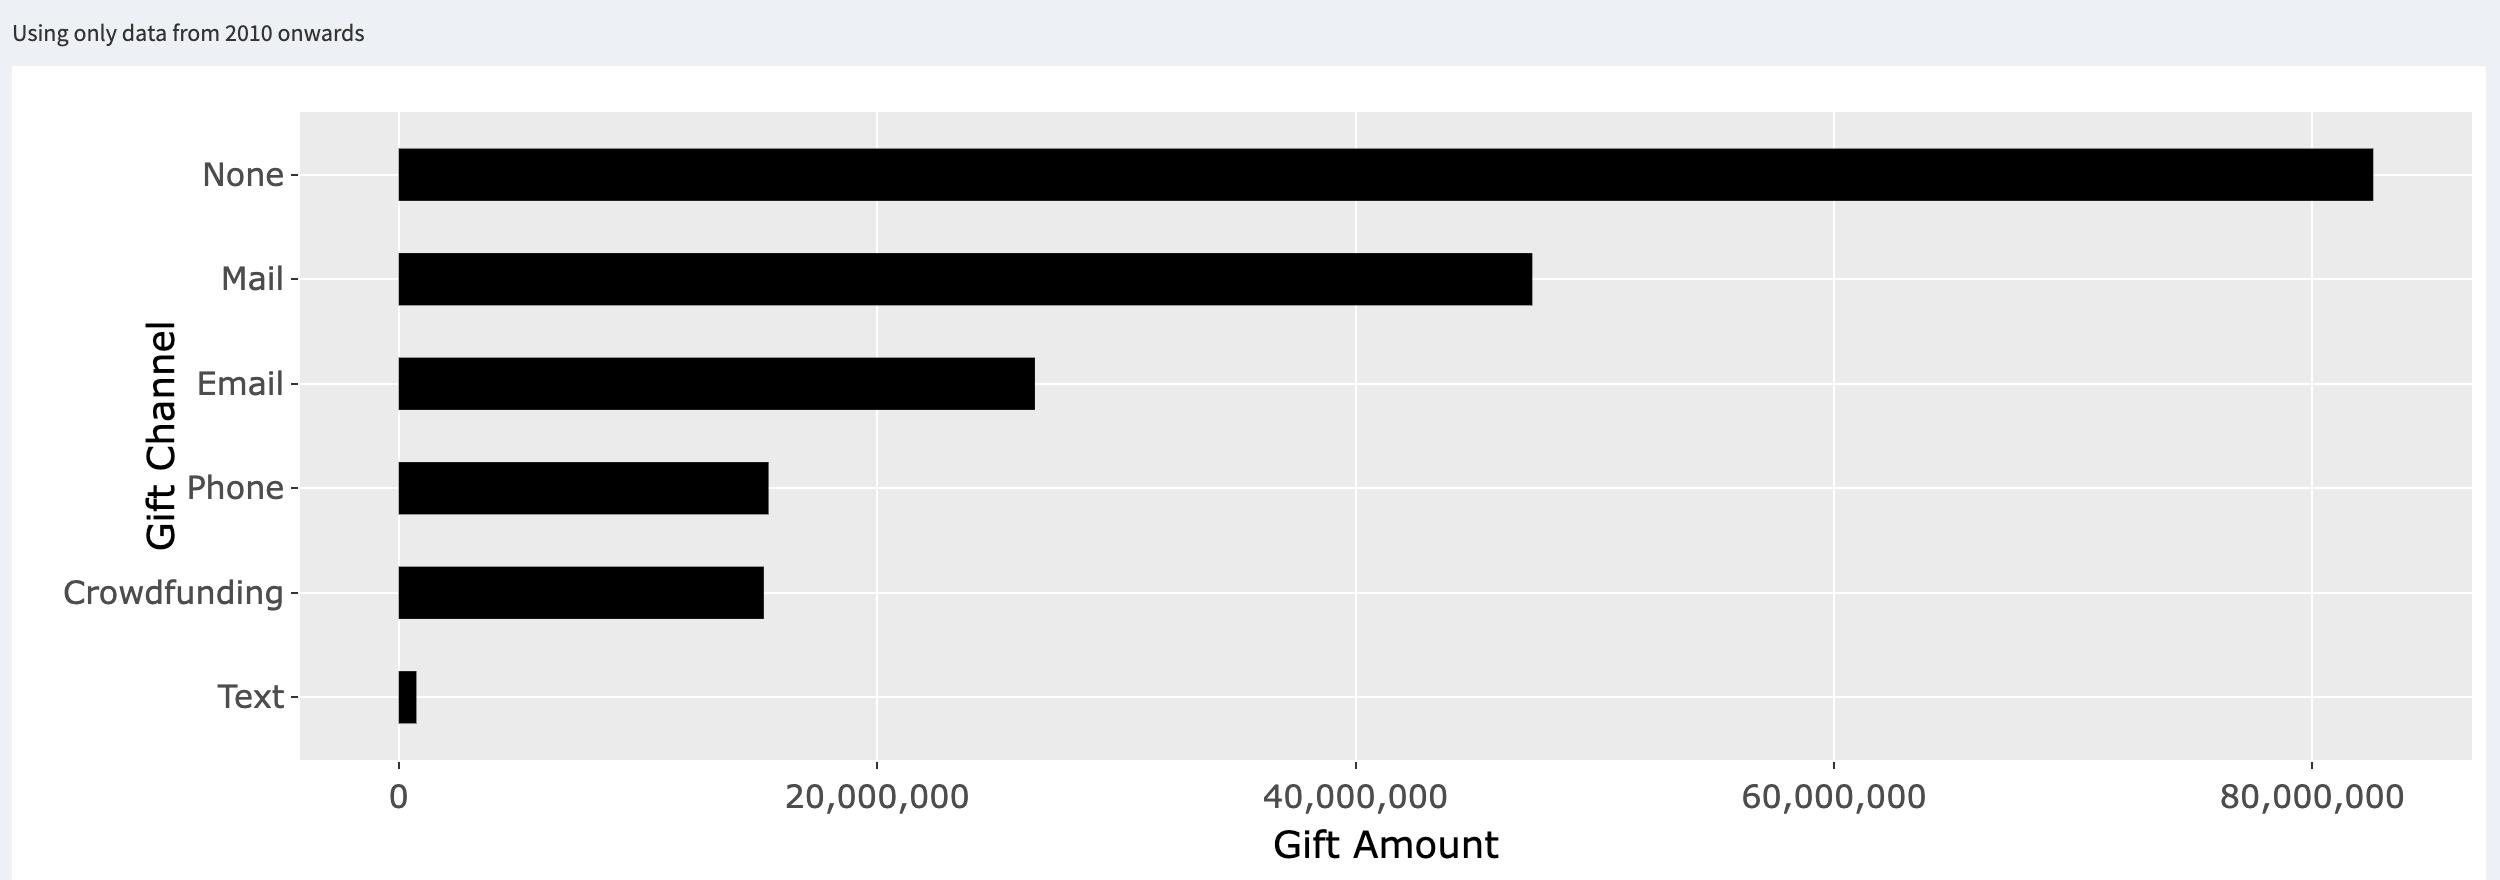 Using only data from 2010 onwards
None
Mail
Email
Phone
Crowdfunding
Text
Gift Channel
0
20,000,000
40,000,000
60,000,000
80,000,000
Gift Amount